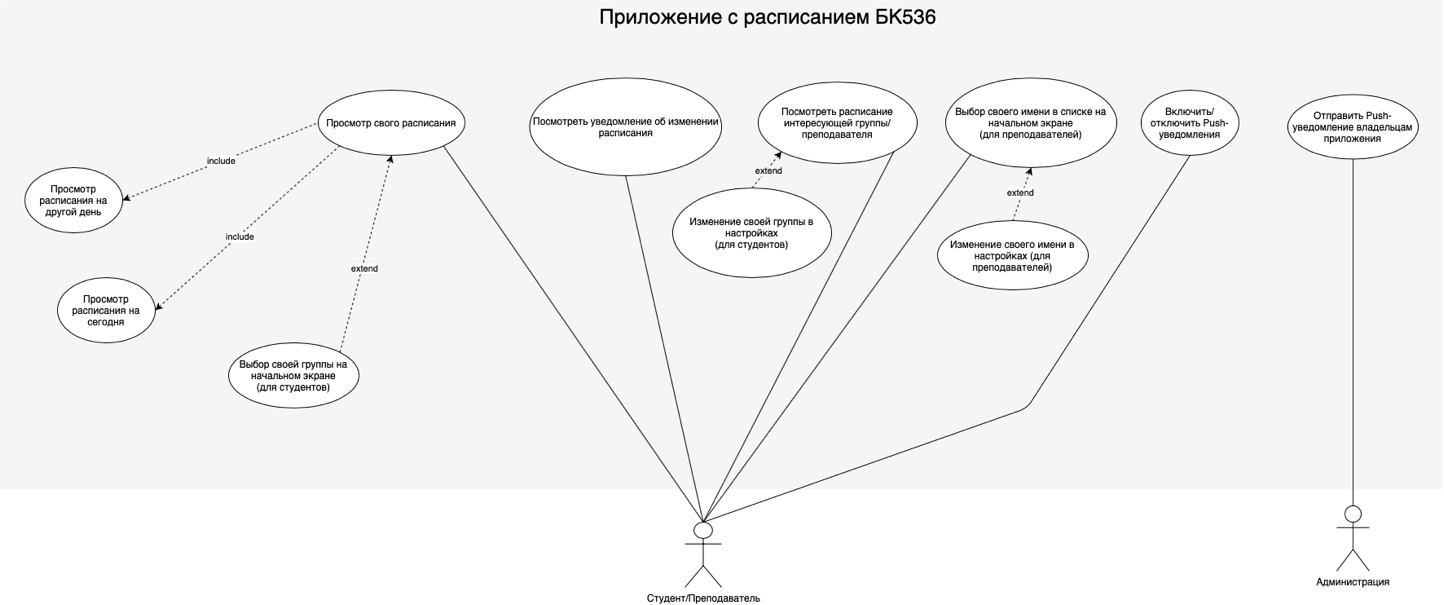 Приложение с расписанием БК536
Просмотр свого расписания
Посмотреть уведомление об изменении
расписания
Посмотреть расписание
интересующей группы/
преподавателя
Выбор своего имени в списке на
начальном экране
(для преподавателей)
Включить/
отключить Push-
уведомления
Отправить Push-
уведомление владельцам
приложения
include
extend
extend
Просмотр
расписания на
другой день
Изменение своей группы в
настройках
(для студентов)
Изменение своего имени в
настройках (для
преподавателей)
include
extend
Просмотр
расписания на
сегодня
Выбор своей группы на
начальном экране
(для студентов)
Студент/Преподаватель
Администрация